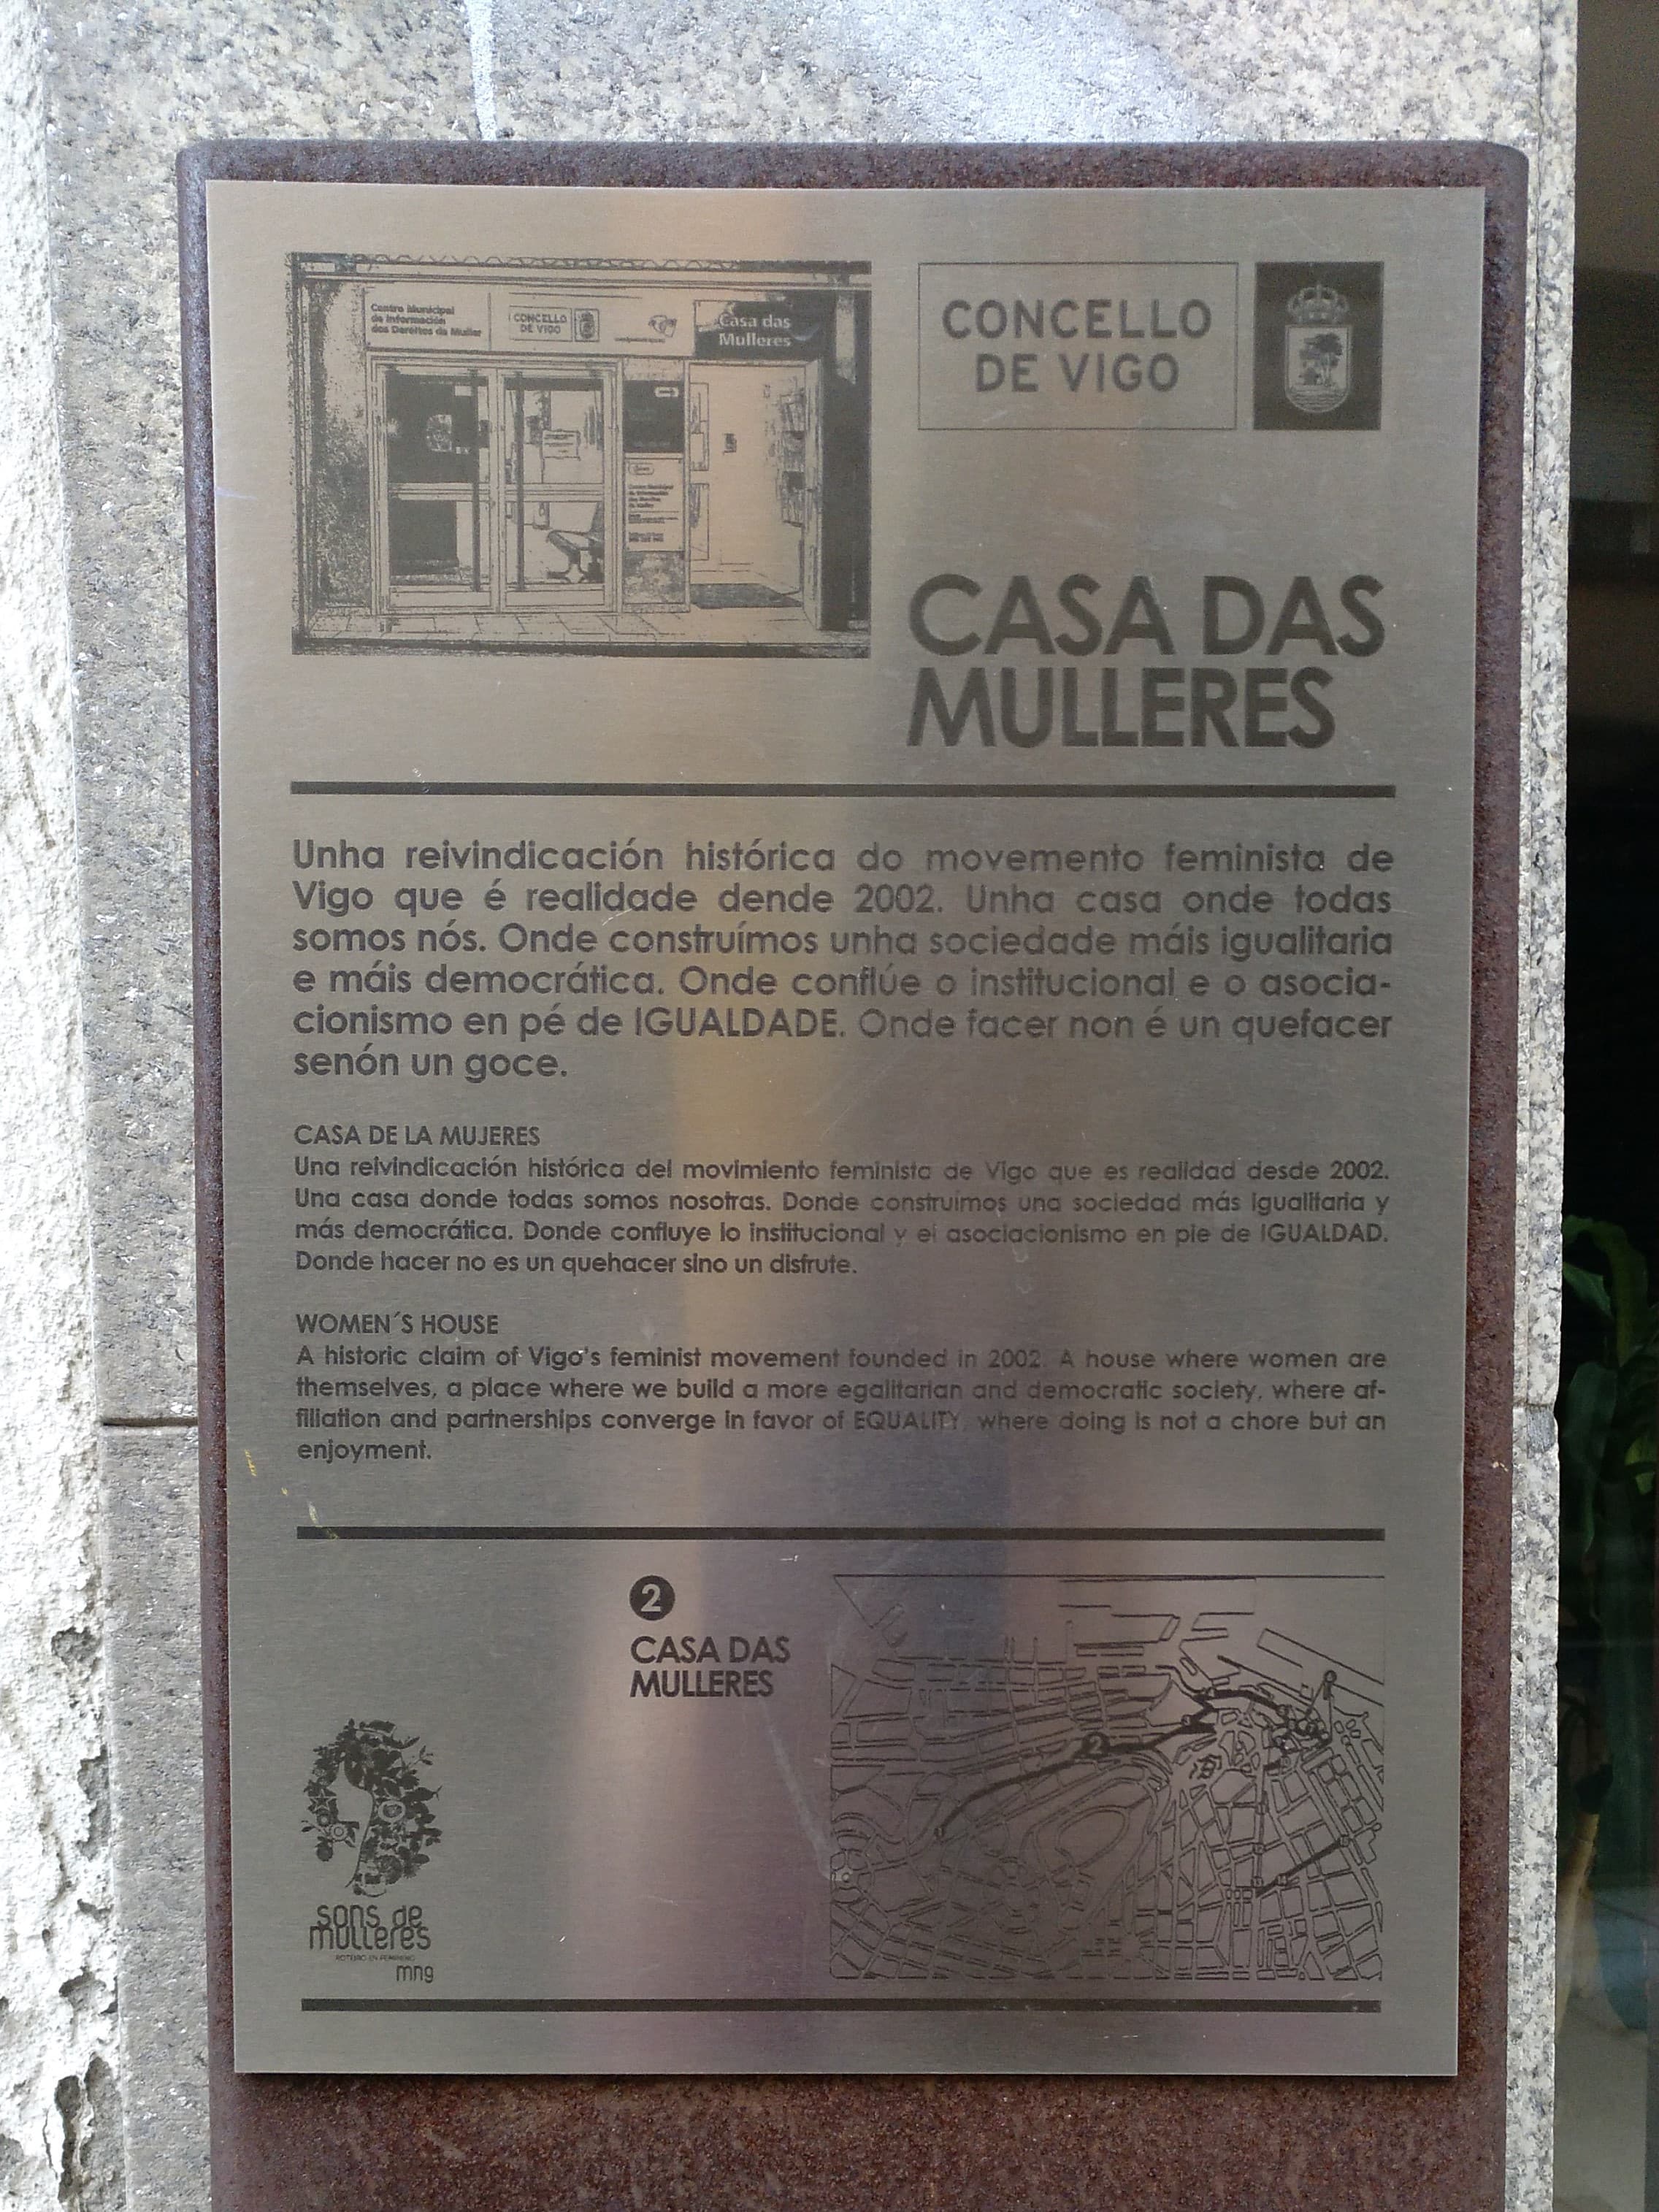 Centro Municipal
de Información
dos Dereitos da Muller
CONCELLO
DE VIGO
Casa das
Mulleres
CONCELLO
DE VIGO
CASA DAS
MULLERES
Unha reivindicación histórica do movemento feminista de
Vigo que é realidade dende 2002. Unha casa onde todas
somos nós. Onde construímos unha sociedade máis igualitaria
e máis democrática. Onde conflúe o institucional e o asocia-
cionismo en pé de IGUALDADE. Onde facer non é un quefacer
senón un goce.
CASA DE LA MUJERES
Una reivindicación histórica del movimiento feminista de Vigo que es realidad desde 2002.
Una casa donde todas somos nosotras. Donde construimos una sociedad más igualitaria y
más democrática. Donde confluye lo institucional y el asociacionismo en pie de IGUALDAD.
Donde hacer no es un quehacer sino un disfrute.
WOMEN´S HOUSE
A historic claim of Vigo's feminist movement founded in 2002. A house where women are
themselves, a place where we build a more egalitarian and democratic society, where af-
filiation and partnerships converge in favor of EQUALITY, where doing is not a chore but an
enjoyment.
2
CASA DAS
MULLERES
2
sons de
mulleres
ROTEIRO EN FEMININO
mng